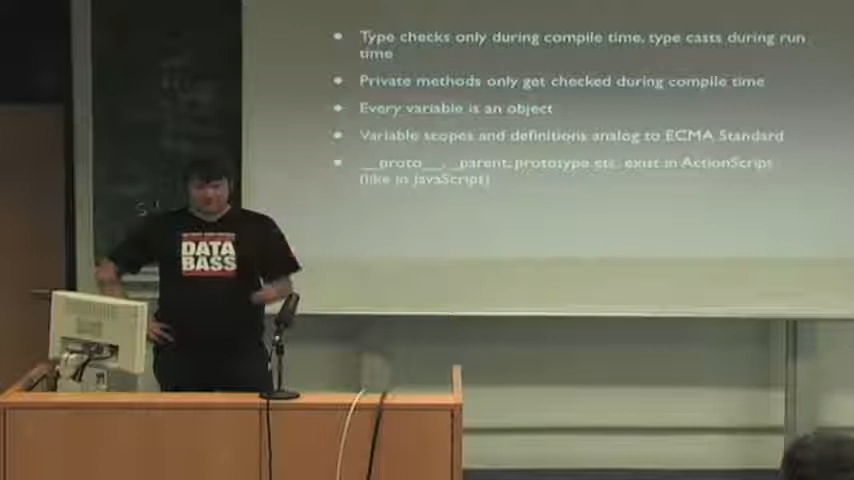 Type checks only during compile time, type casts during run
time
Private methods only get checked during compile time
Every variable is an object
Variable scopes and definitions analog to ECMA Standard
__proto__, _parent, prototype etc. exist in ActionScript
(like in JavaScript)
DATA
BASS